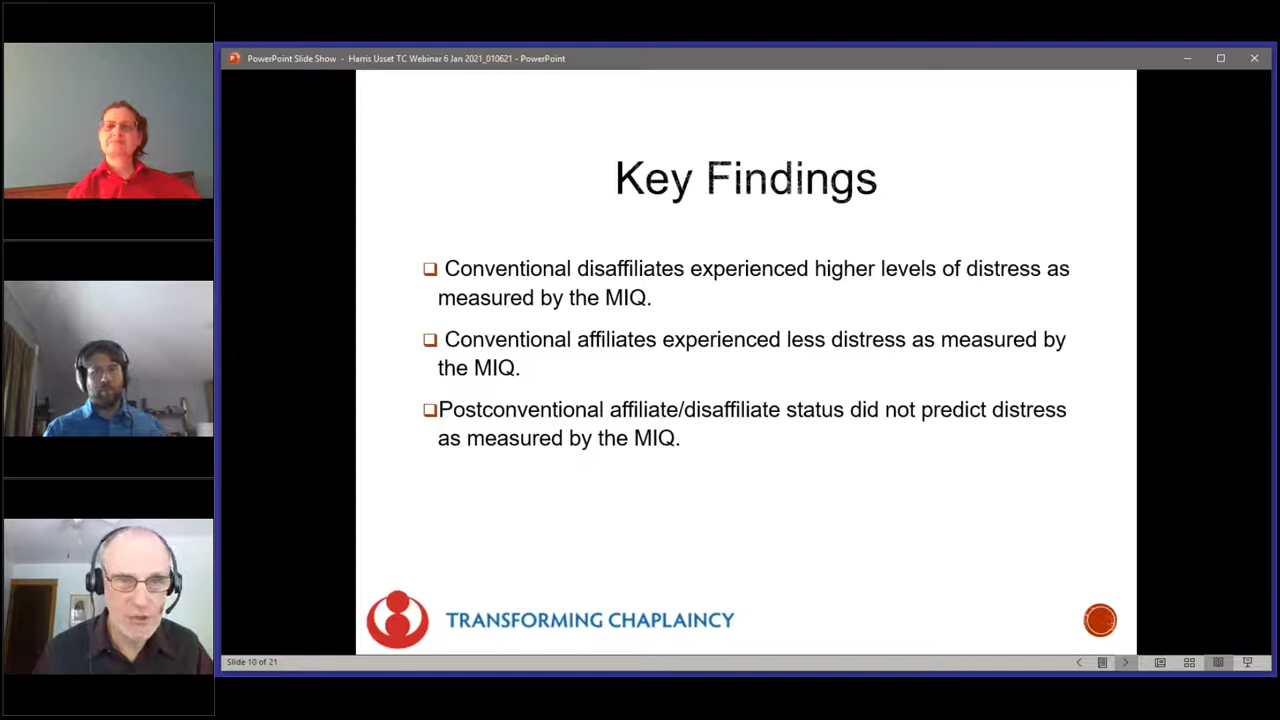 PowerPoint Slide Show - Harris Usset TC Webinar 6 Jan 2021_010621 - PowerPoint
Key Findings
Conventional disaffiliates experienced higher levels of distress as
measured by the MIQ.
Conventional affiliates experienced less distress as measured by
the MIQ.
Postconventional affiliate/disaffiliate status did not predict distress
as measured by the MIQ.
TRANSFORMING CHAPLAINCY
Slide 10 of 21